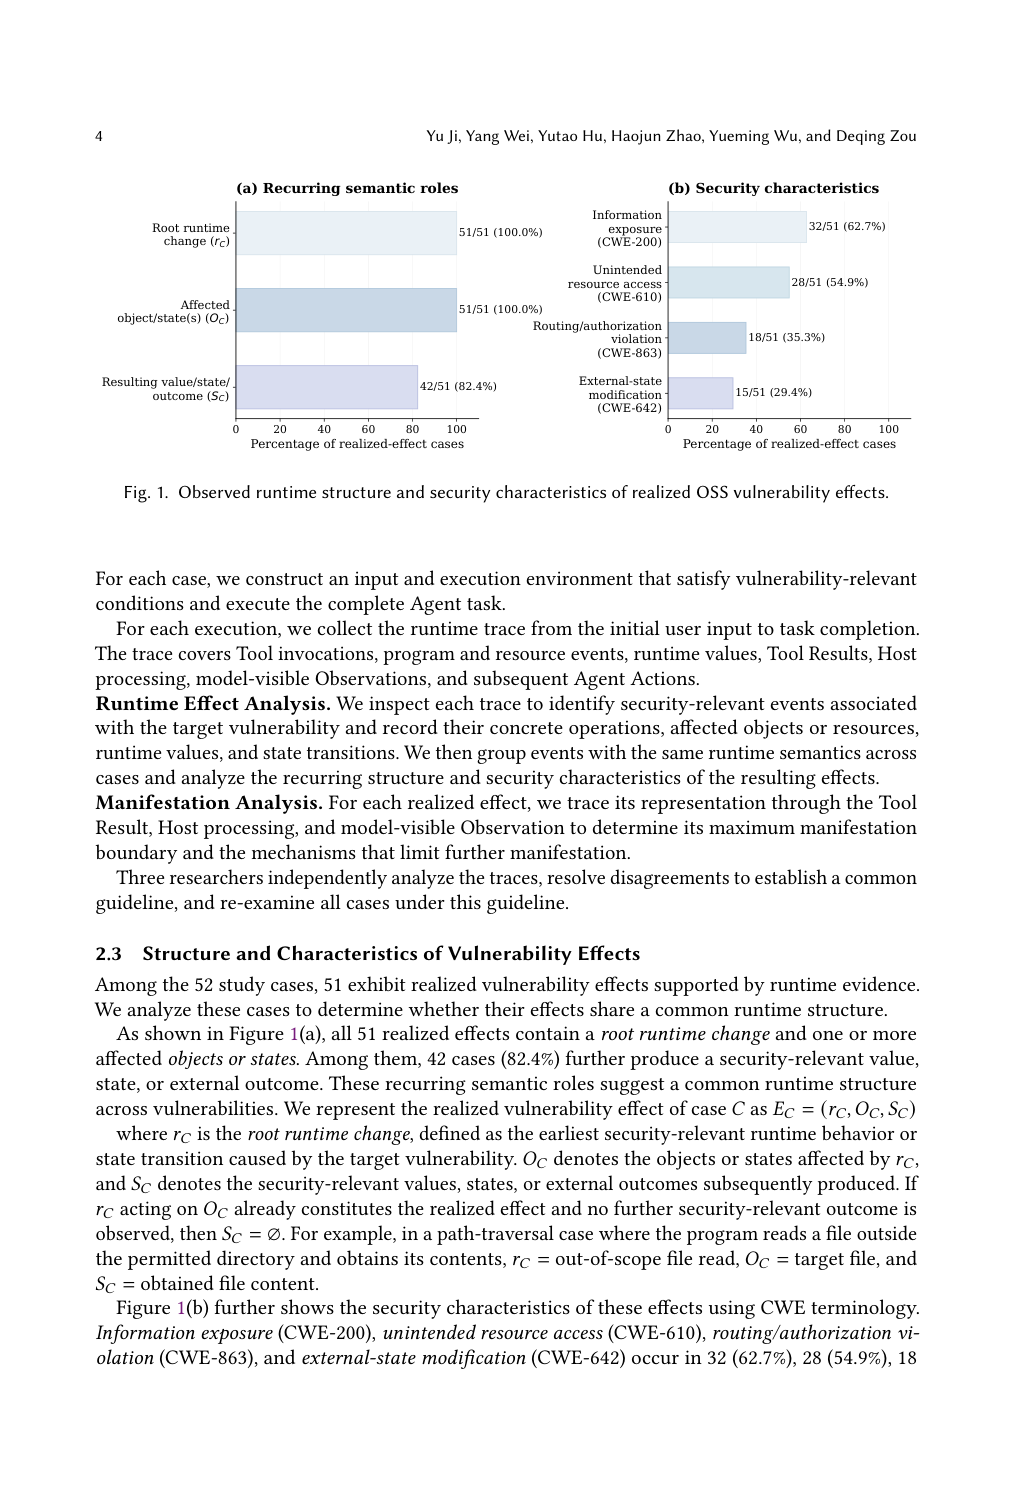 4
Yu Ji, Yang Wei, Yutao Hu, Haojun Zhao, Yueming Wu, and Deqing Zou
(a) Recurring semantic roles
Root runtime
change (r_C)
51/51 (100.0%)
Affected
object/state(s) (O_C)
51/51 (100.0%)
Resulting value/state/
outcome (S_C)
42/51 (82.4%)
0 20 40 60 80 100
Percentage of realized-effect cases
(b) Security characteristics
Information
exposure
(CWE-200)
32/51 (62.7%)
Unintended
resource access
(CWE-610)
28/51 (54.9%)
Routing/authorization
violation
(CWE-863)
18/51 (35.3%)
External-state
modification
(CWE-642)
15/51 (29.4%)
0 20 40 60 80 100
Percentage of realized-effect cases
Fig. 1. Observed runtime structure and security characteristics of realized OSS vulnerability effects.
For each case, we construct an input and execution environment that satisfy vulnerability-relevant
conditions and execute the complete Agent task.
For each execution, we collect the runtime trace from the initial user input to task completion.
The trace covers Tool invocations, program and resource events, runtime values, Tool Results, Host
processing, model-visible Observations, and subsequent Agent Actions.
Runtime Effect Analysis. We inspect each trace to identify security-relevant events associated
with the target vulnerability and record their concrete operations, affected objects or resources,
runtime values, and state transitions. We then group events with the same runtime semantics across
cases and analyze the recurring structure and security characteristics of the resulting effects.
Manifestation Analysis. For each realized effect, we trace its representation through the Tool
Result, Host processing, and model-visible Observation to determine its maximum manifestation
boundary and the mechanisms that limit further manifestation.
Three researchers independently analyze the traces, resolve disagreements to establish a common
guideline, and re-examine all cases under this guideline.
2.3 Structure and Characteristics of Vulnerability Effects
Among the 52 study cases, 51 exhibit realized vulnerability effects supported by runtime evidence.
We analyze these cases to determine whether their effects share a common runtime structure.
As shown in Figure 1(a), all 51 realized effects contain a root runtime change and one or more
affected objects or states. Among them, 42 cases (82.4%) further produce a security-relevant value,
state, or external outcome. These recurring semantic roles suggest a common runtime structure
across vulnerabilities. We represent the realized vulnerability effect of case C as E_C = (r_C, O_C, S_C)
where r_C is the root runtime change, defined as the earliest security-relevant runtime behavior or
state transition caused by the target vulnerability. O_C denotes the objects or states affected by r_C,
and S_C denotes the security-relevant values, states, or external outcomes subsequently produced. If
r_C acting on O_C already constitutes the realized effect and no further security-relevant outcome is
observed, then S_C = ∅. For example, in a path-traversal case where the program reads a file outside
the permitted directory and obtains its contents, r_C = out-of-scope file read, O_C = target file, and
S_C = obtained file content.
Figure 1(b) further shows the security characteristics of these effects using CWE terminology.
Information exposure (CWE-200), unintended resource access (CWE-610), routing/authorization vi-
olation (CWE-863), and external-state modification (CWE-642) occur in 32 (62.7%), 28 (54.9%), 18